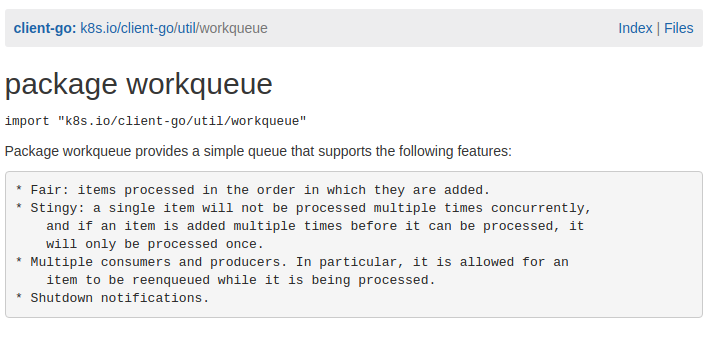 client-go: k8s.io/client-go/util/workqueue Index | Files
package workqueue
import "k8s.io/client-go/util/workqueue"
Package workqueue provides a simple queue that supports the following features:
* Fair: items processed in the order in which they are added.
* Stingy: a single item will not be processed multiple times concurrently,
and if an item is added multiple times before it can be processed, it
will only be processed once.
* Multiple consumers and producers. In particular, it is allowed for an
item to be reenqueued while it is being processed.
* Shutdown notifications.